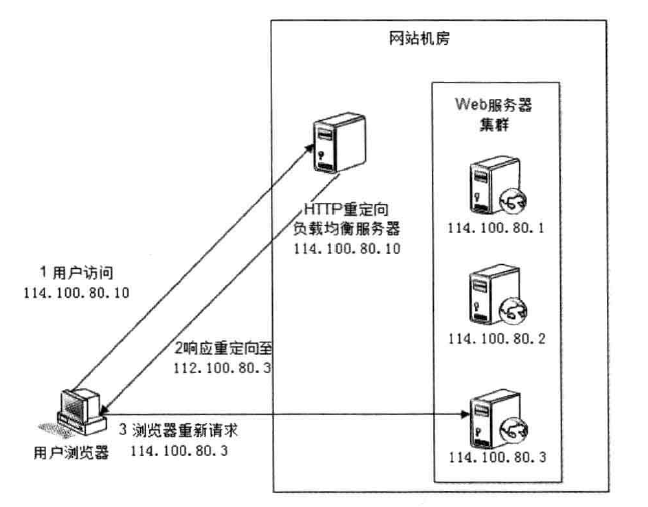 网站机房
Web服务器
集群
HTTP重定向
负载均衡服务器
114.100.80.10
114.100.80.1
1 用户访问
114.100.80.10
114.100.80.2
2响应重定向至
112.100.80.3
用户浏览器
3 浏览器重新请求
114.100.80.3
114.100.80.3